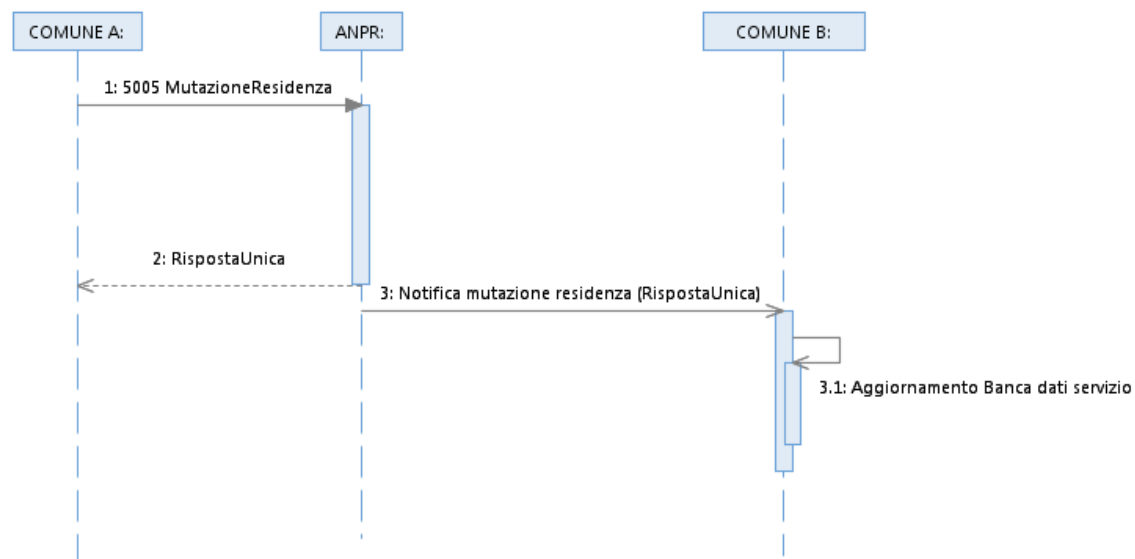 COMUNE A:
ANPR:
COMUNE B:
1: 5005 MutazioneResidenza
2: RispostaUnica
3: Notifica mutazione residenza (RispostaUnica)
3.1: Aggiornamento Banca dati servizio